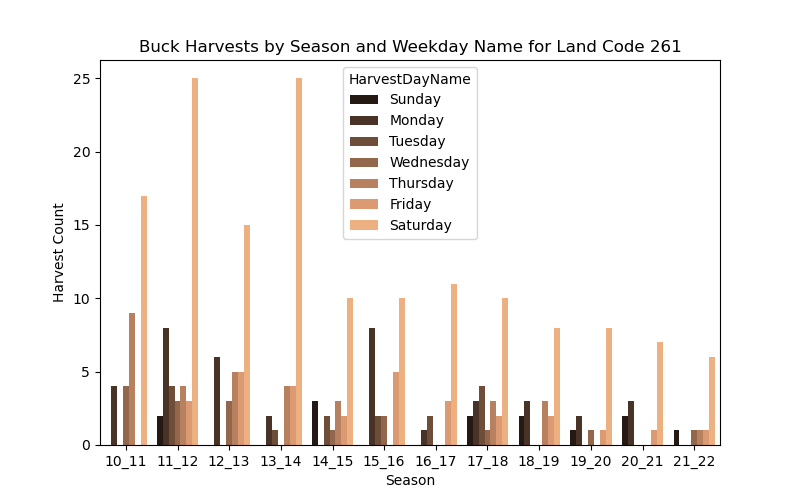 Buck Harvests by Season and Weekday Name for Land Code 261
HarvestDayName
Sunday
Monday
Tuesday
Wednesday
Thursday
Friday
Saturday
Harvest Count
25
20
15
10
5
0
10_11 11_12 12_13 13_14 14_15 15_16 16_17 17_18 18_19 19_20 20_21 21_22
Season